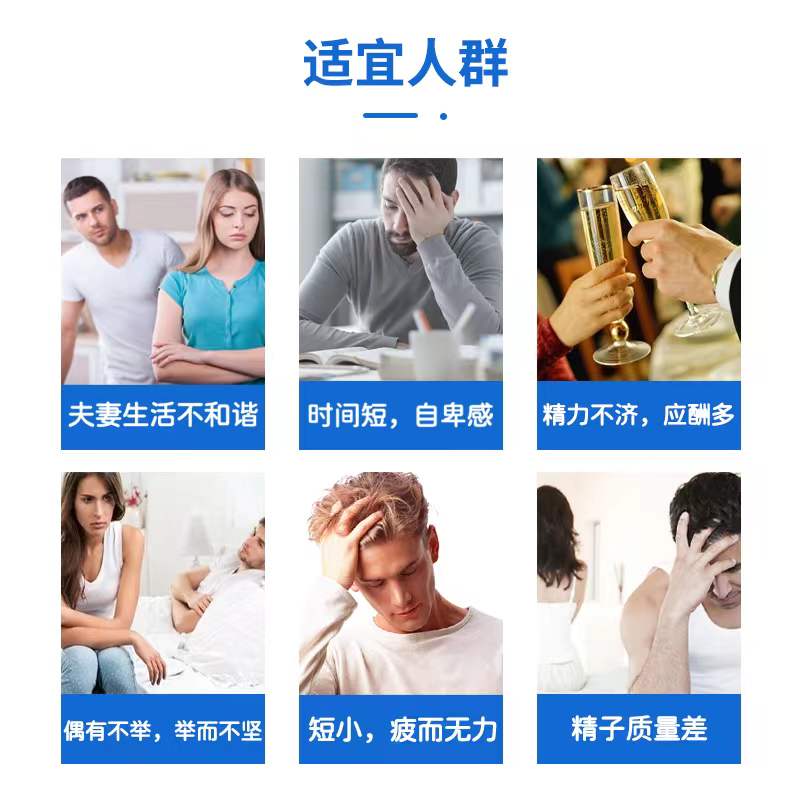 适宜人群
夫妻生活不和谐
时间短，自卑感
精力不济，应酬多
偶有不举，举而不坚
短小，疲而无力
精子质量差